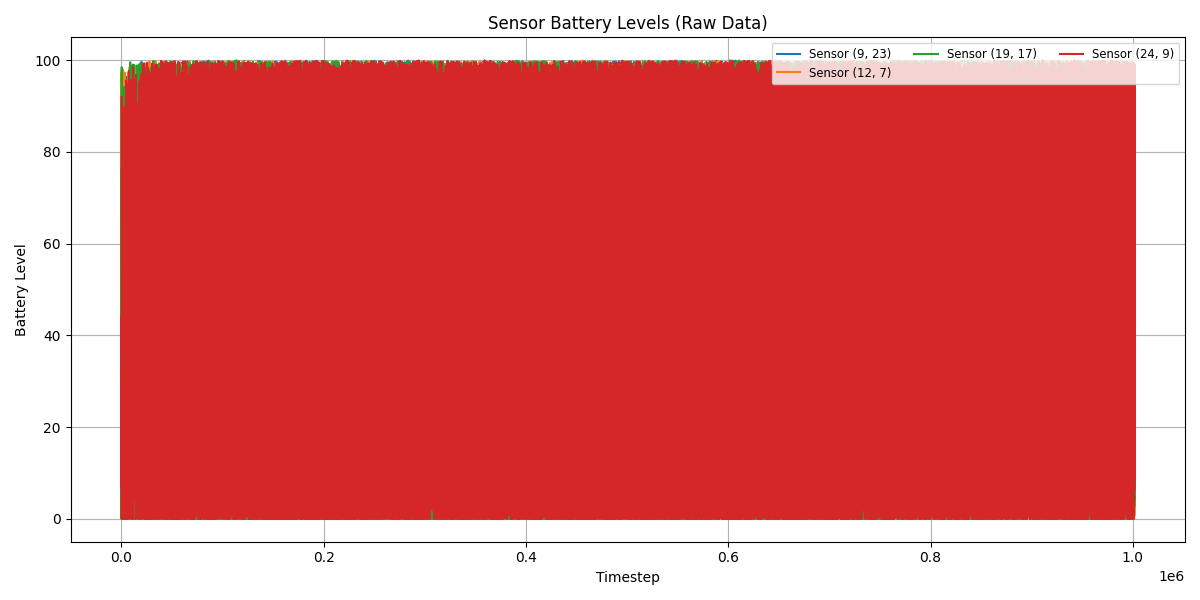 Sensor Battery Levels (Raw Data)
Sensor (9, 23) Sensor (19, 17) Sensor (24, 9)
Sensor (12, 7)
100
80
60
40
20
0
Battery Level
0.0 0.2 0.4 0.6 0.8 1.0
1e6
Timestep